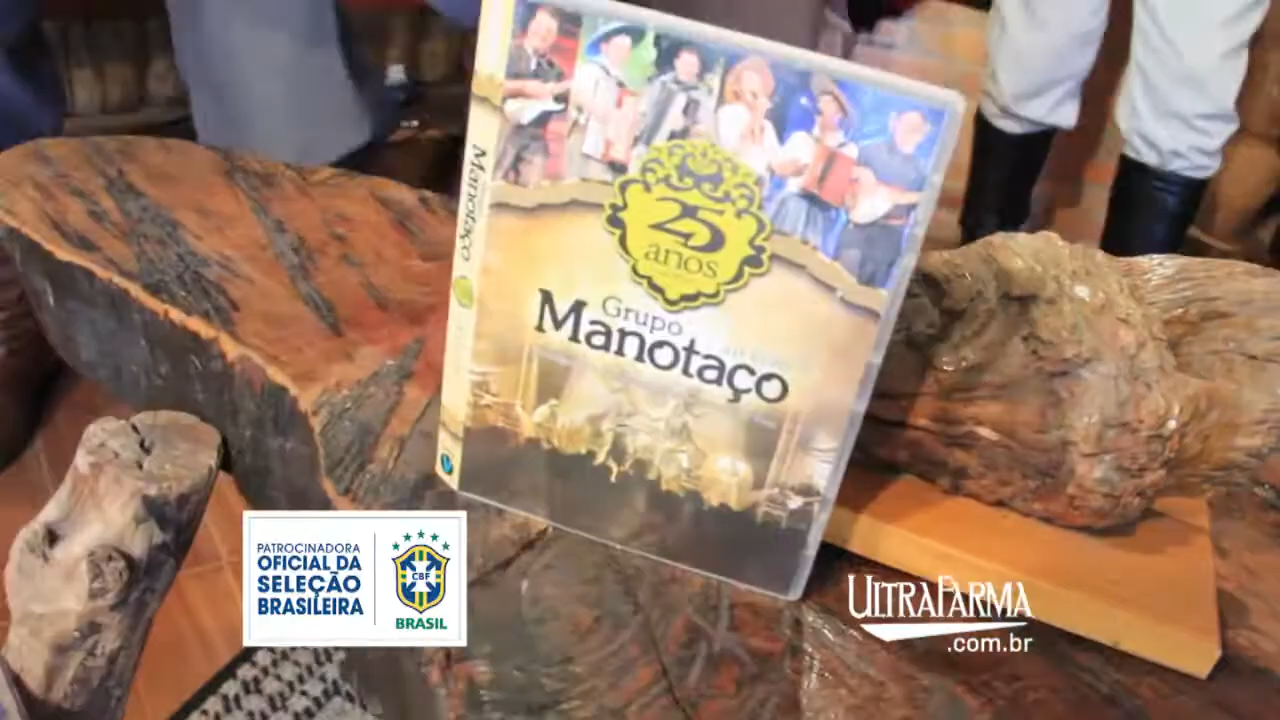 Manotaço
25
anos
Grupo
Manotaço
PATROCINADORA
OFICIAL DA
SELEÇÃO
BRASILEIRA
CBF
BRASIL
ULTRAFARMA
.com.br